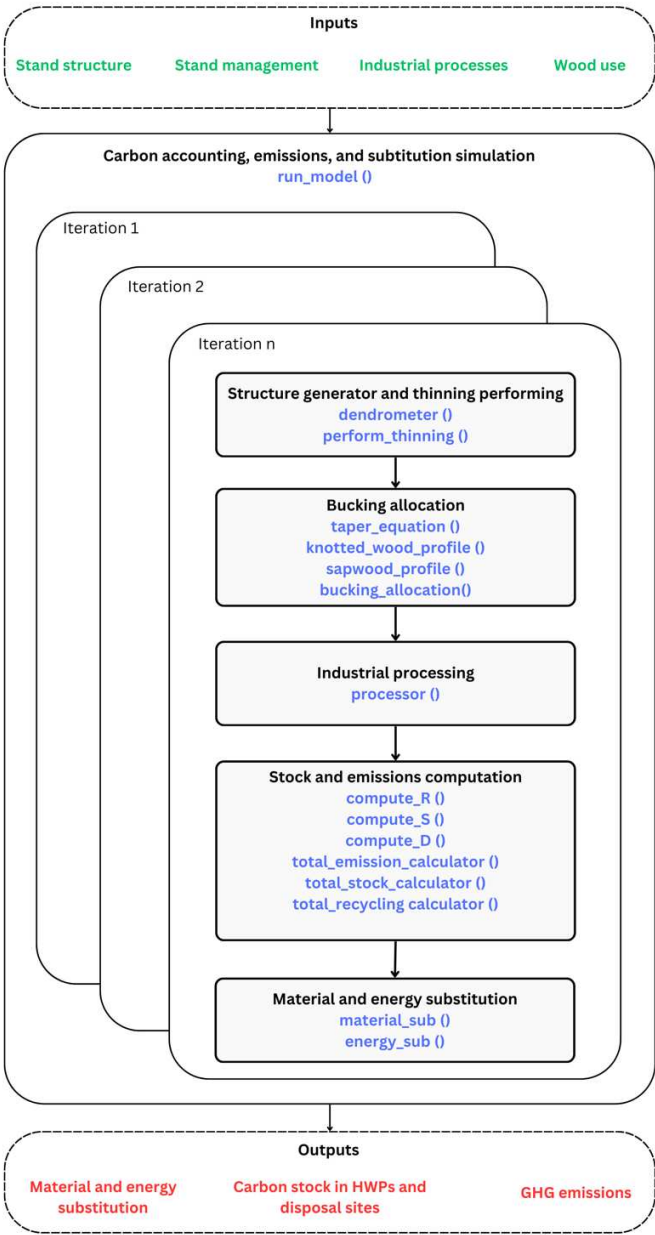 Inputs
Stand structure Stand management Industrial processes Wood use
Carbon accounting, emissions, and subtitution simulation
run_model ()
Iteration 1
Iteration 2
Iteration n
Structure generator and thinning performing
dendrometer ()
perform_thinning ()
Bucking allocation
taper_equation ()
knotted_wood_profile ()
sapwood_profile ()
bucking_allocation()
Industrial processing
processor ()
Stock and emissions computation
compute_R ()
compute_S ()
compute_D ()
total_emission_calculator ()
total_stock_calculator ()
total_recycling calculator ()
Material and energy substitution
material_sub ()
energy_sub ()
Outputs
Material and energy
substitution
Carbon stock in HWPs and
disposal sites
GHG emissions